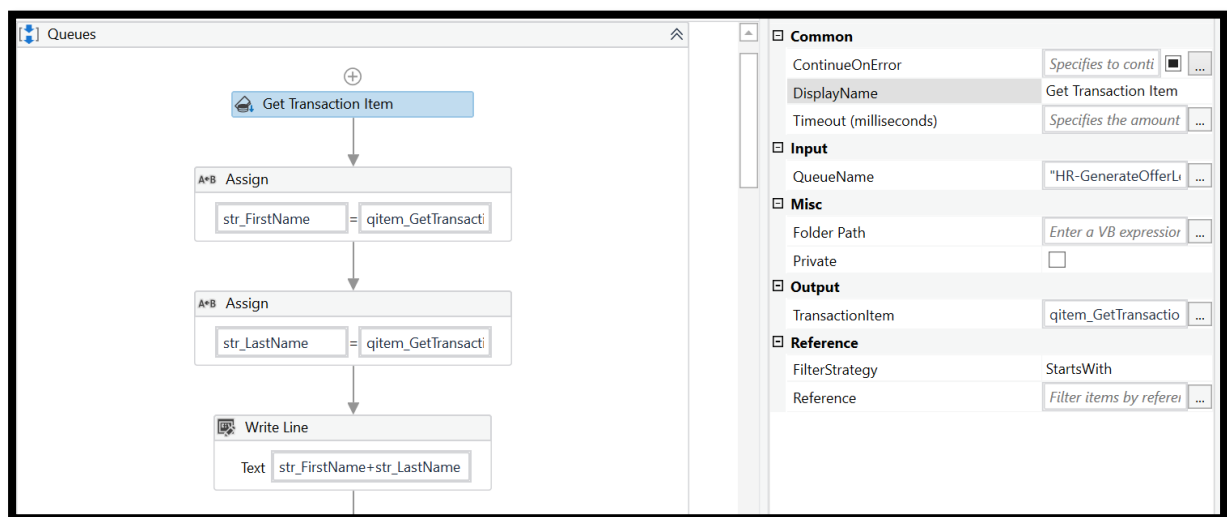 Queues
Get Transaction Item
A+B Assign
str_FirstName = qitem_GetTransacti
A+B Assign
str_LastName = qitem_GetTransacti
Write Line
Text str_FirstName+str_LastName
Common
ContinueOnError Specifies to conti ...
DisplayName Get Transaction Item
Timeout (milliseconds) Specifies the amount ...
Input
QueueName "HR-GenerateOfferLe ...
Misc
Folder Path Enter a VB expression ...
Private
Output
TransactionItem qitem_GetTransactio ...
Reference
FilterStrategy StartsWith
Reference Filter items by referer ...